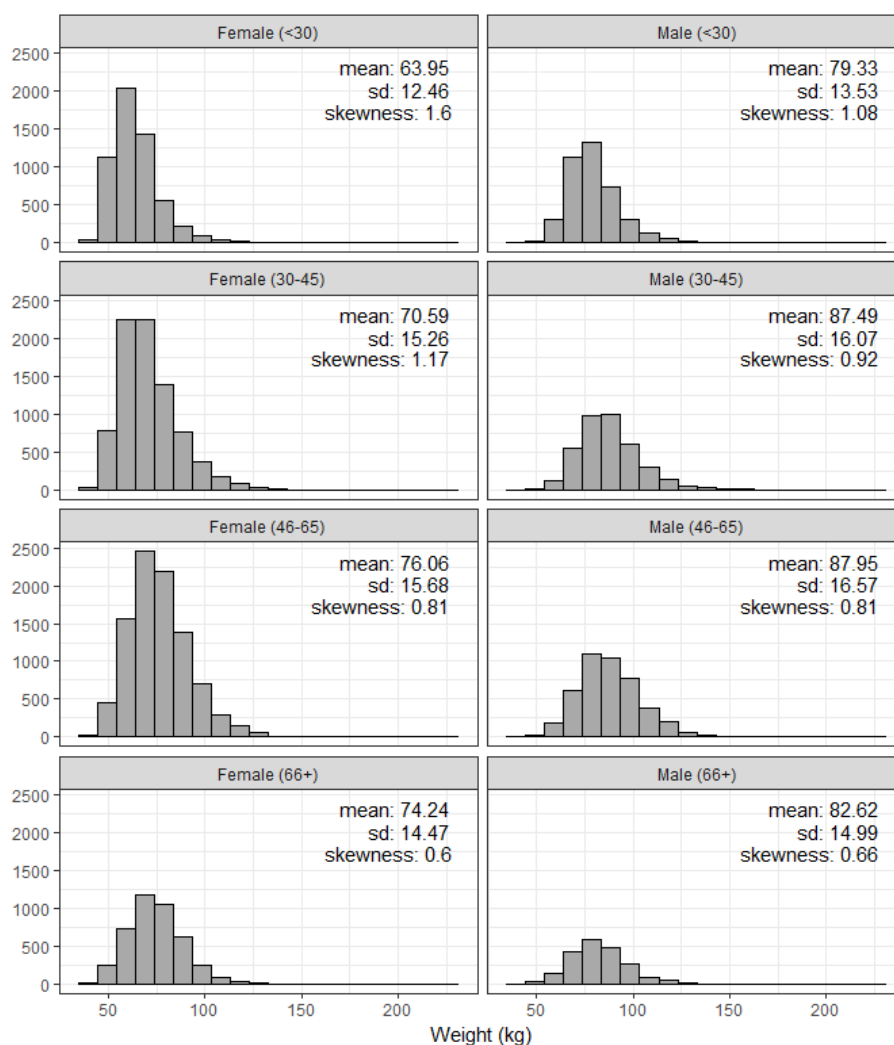 Female (<30)
Male (<30)
2500
2000
1500
1000
500
0
mean: 63.95
sd: 12.46
skewness: 1.6
mean: 79.33
sd: 13.53
skewness: 1.08
Female (30-45)
Male (30-45)
2500
2000
1500
1000
500
0
mean: 70.59
sd: 15.26
skewness: 1.17
mean: 87.49
sd: 16.07
skewness: 0.92
Female (46-65)
Male (46-65)
2500
2000
1500
1000
500
0
mean: 76.06
sd: 15.68
skewness: 0.81
mean: 87.95
sd: 16.57
skewness: 0.81
Female (66+)
Male (66+)
2500
2000
1500
1000
500
0
mean: 74.24
sd: 14.47
skewness: 0.6
mean: 82.62
sd: 14.99
skewness: 0.66
50 100 150 200 50 100 150 200
Weight (kg)